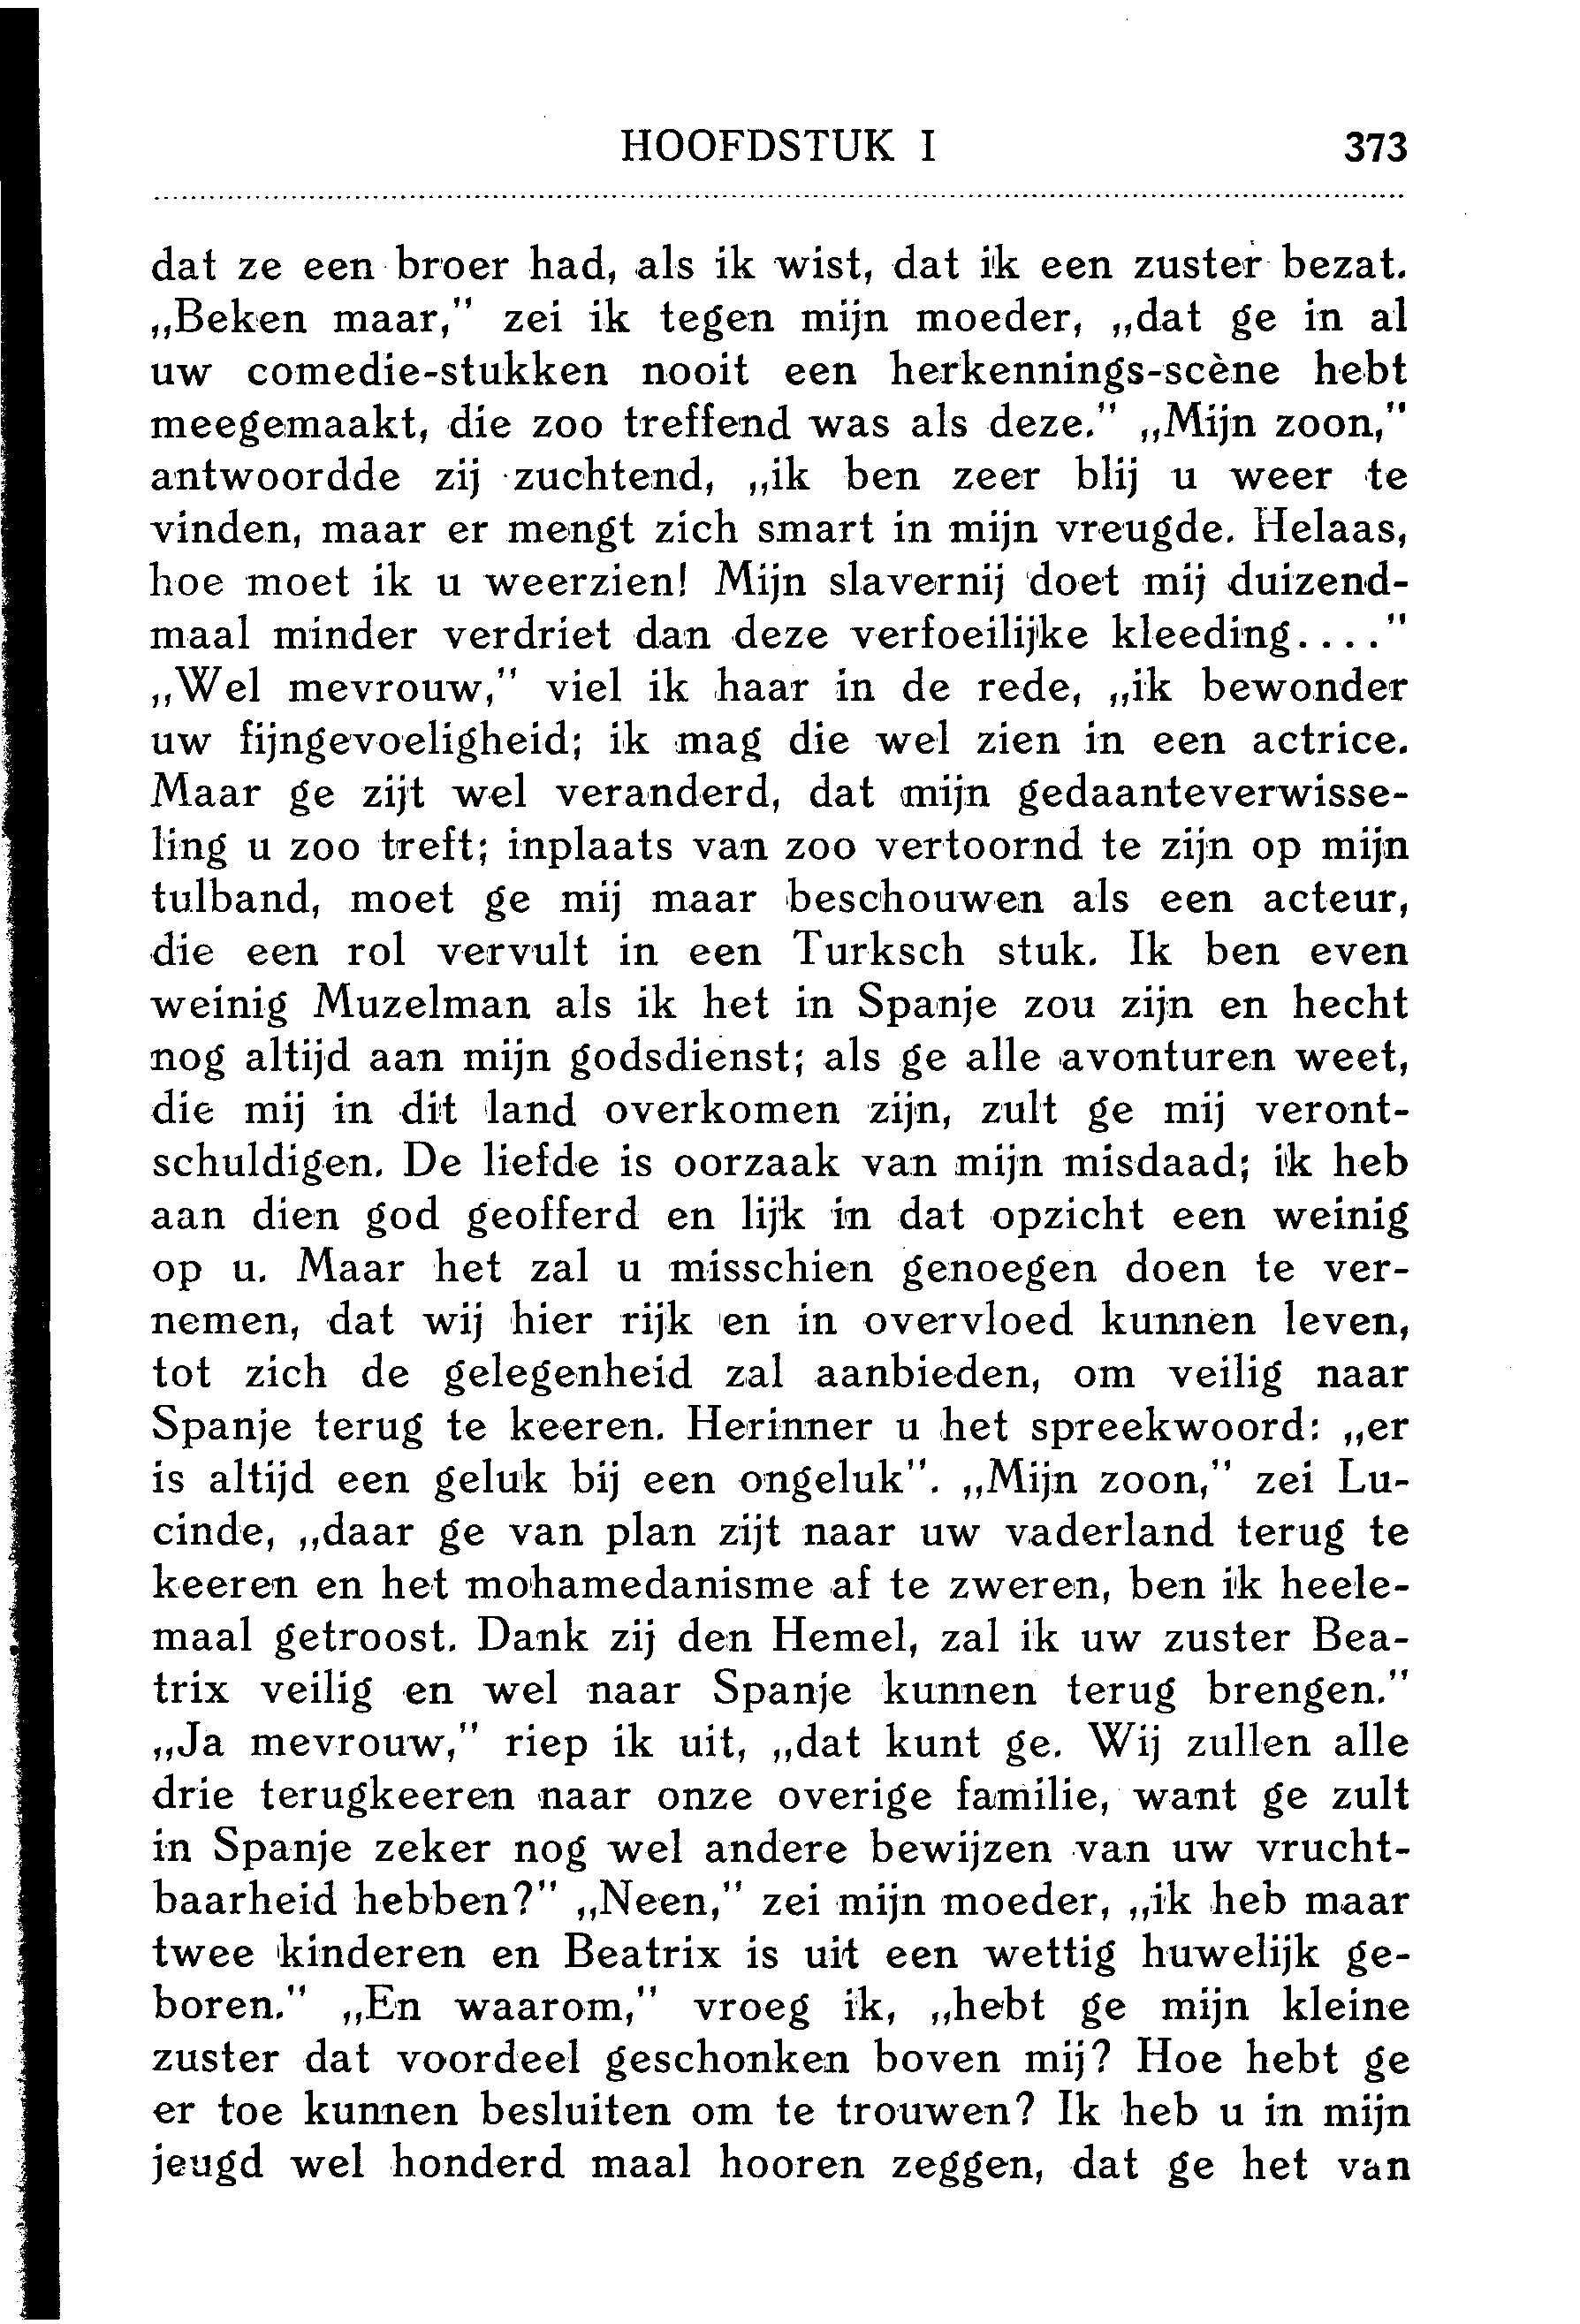 HOOFDSTUK I 373
dat ze een broer had, als ik wist, dat ik een zuster bezat.
„Beken maar,” zei ik tegen mijn moeder, „dat ge in al
uw comedie-stukken nooit een herkennings-scène hebt
meegemaakt, die zoo treffend was als deze.” „Mijn zoon,”
antwoordde zij zuchtend, „ik ben zeer blij u weer te
vinden, maar er mengt zich smart in mijn vreugde. Helaas,
hoe moet ik u weerzien! Mijn slavernij doet mij duizend-
maal minder verdriet dan deze verfoeilijke kleeding....”
„Wel mevrouw,” viel ik haar in de rede, „ik bewonder
uw fijngevoeligheid; ik mag die wel zien in een actrice.
Maar ge zijt wel veranderd, dat mijn gedaanteverwisse-
ling u zoo treft; inplaats van zoo vertoornd te zijn op mijn
tulband, moet ge mij maar beschouwen als een acteur,
die een rol vervult in een Turksch stuk. Ik ben even
weinig Muzelman als ik het in Spanje zou zijn en hecht
nog altijd aan mijn godsdienst; als ge alle avonturen weet,
die mij in dit land overkomen zijn, zult ge mij veront-
schuldigen. De liefde is oorzaak van mijn misdaad; ik heb
aan dien god geofferd en lijk in dat opzicht een weinig
op u. Maar het zal u misschien genoegen doen te ver-
nemen, dat wij hier rijk en in overvloed kunnen leven,
tot zich de gelegenheid zal aanbieden, om veilig naar
Spanje terug te keeren. Herinner u het spreekwoord: „er
is altijd een geluk bij een ongeluk”. „Mijn zoon,” zei Lu-
cinde, „daar ge van plan zijt naar uw vaderland terug te
keeren en het mohamedanisme af te zweren, ben ik heele-
maal getroost. Dank zij den Hemel, zal ik uw zuster Bea-
trix veilig en wel naar Spanje kunnen terug brengen.”
„Ja mevrouw,” riep ik uit, „dat kunt ge. Wij zullen alle
drie terugkeeren naar onze overige familie, want ge zult
in Spanje zeker nog wel andere bewijzen van uw vrucht-
baarheid hebben?” „Neen,” zei mijn moeder, „ik heb maar
twee kinderen en Beatrix is uit een wettig huwelijk ge-
boren.” „En waarom,” vroeg ik, „hebt ge mijn kleine
zuster dat voordeel geschonken boven mij? Hoe hebt ge
er toe kunnen besluiten om te trouwen? Ik heb u in mijn
jeugd wel honderd maal hooren zeggen, dat ge het van